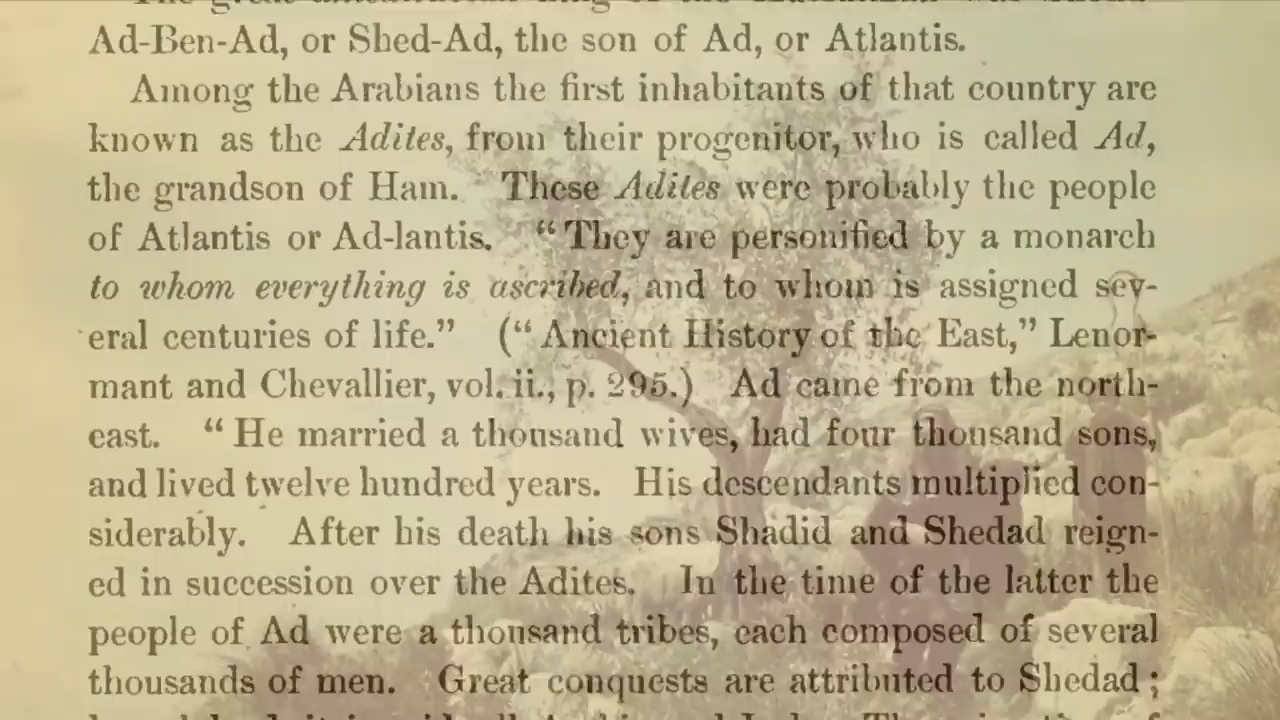 Ad-Ben-Ad, or Shed-Ad, the son of Ad, or Atlantis.
Among the Arabians the first inhabitants of that country are
known as the Adites, from their progenitor, who is called Ad,
the grandson of Ham. These Adites were probably the people
of Atlantis or Ad-lantis. “They are personified by a monarch
to whom everything is ascribed, and to whom is assigned sev-
eral centuries of life.” (“Ancient History of the East,” Lenor-
mant and Chevallier, vol. ii., p. 295.) Ad came from the north-
east. “He married a thousand wives, had four thousand sons,
and lived twelve hundred years. His descendants multiplied con-
siderably. After his death his sons Shadid and Shedad reign-
ed in succession over the Adites. In the time of the latter the
people of Ad were a thousand tribes, each composed of several
thousands of men. Great conquests are attributed to Shedad;